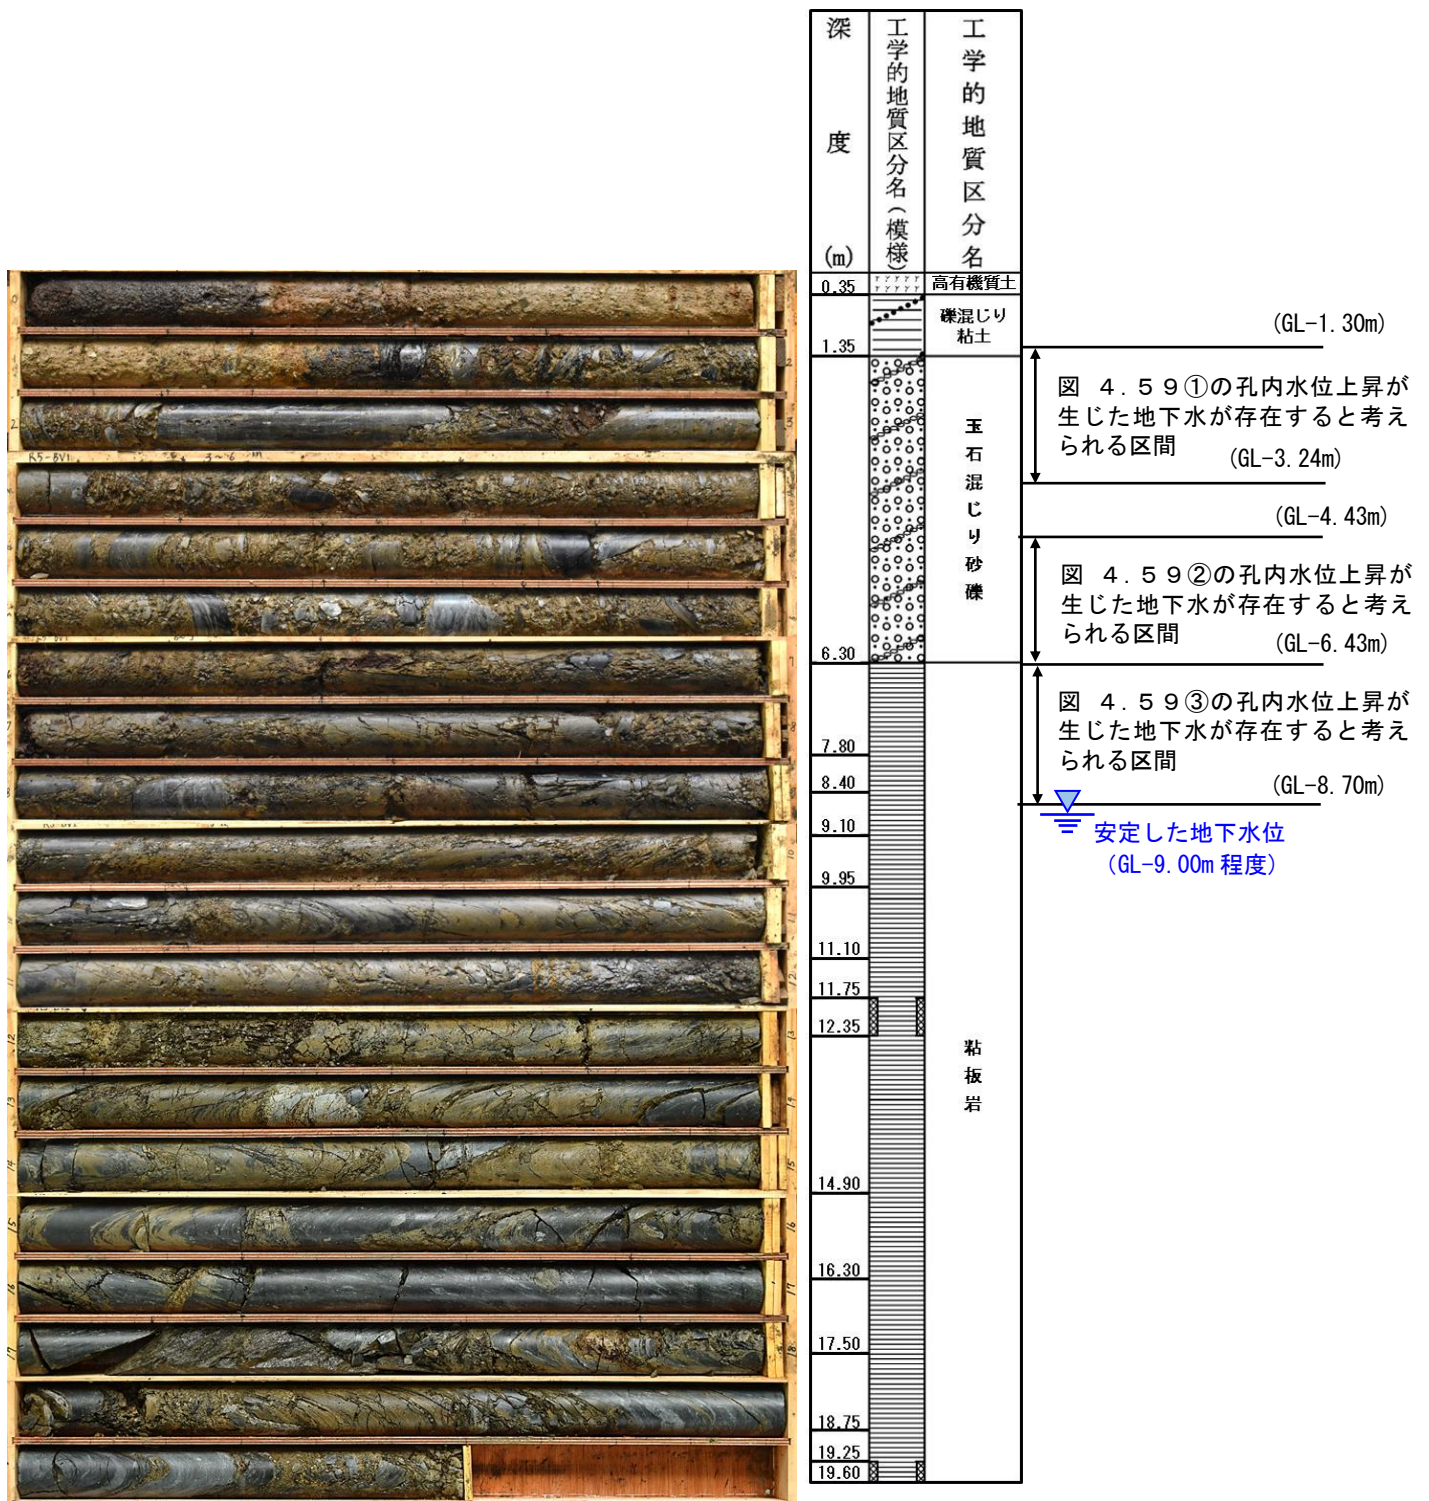 深度(m)
工学的地質区分名(模様)
工学的地質区分名
0.35
高有機質土
礫混じり
粘土
1.35
玉石混じり砂礫
6.30
7.80
8.40
9.10
9.95
11.10
11.75
12.35
粘板岩
14.90
16.30
17.50
18.75
19.25
19.60
(GL-1.30m)
図 4.59①の孔内水位上昇が
生じた地下水が存在すると考え
られる区間
(GL-3.24m)
(GL-4.43m)
図 4.59②の孔内水位上昇が
生じた地下水が存在すると考え
られる区間
(GL-6.43m)
図 4.59③の孔内水位上昇が
生じた地下水が存在すると考え
られる区間
(GL-8.70m)
安定した地下水位
(GL-9.00m 程度)